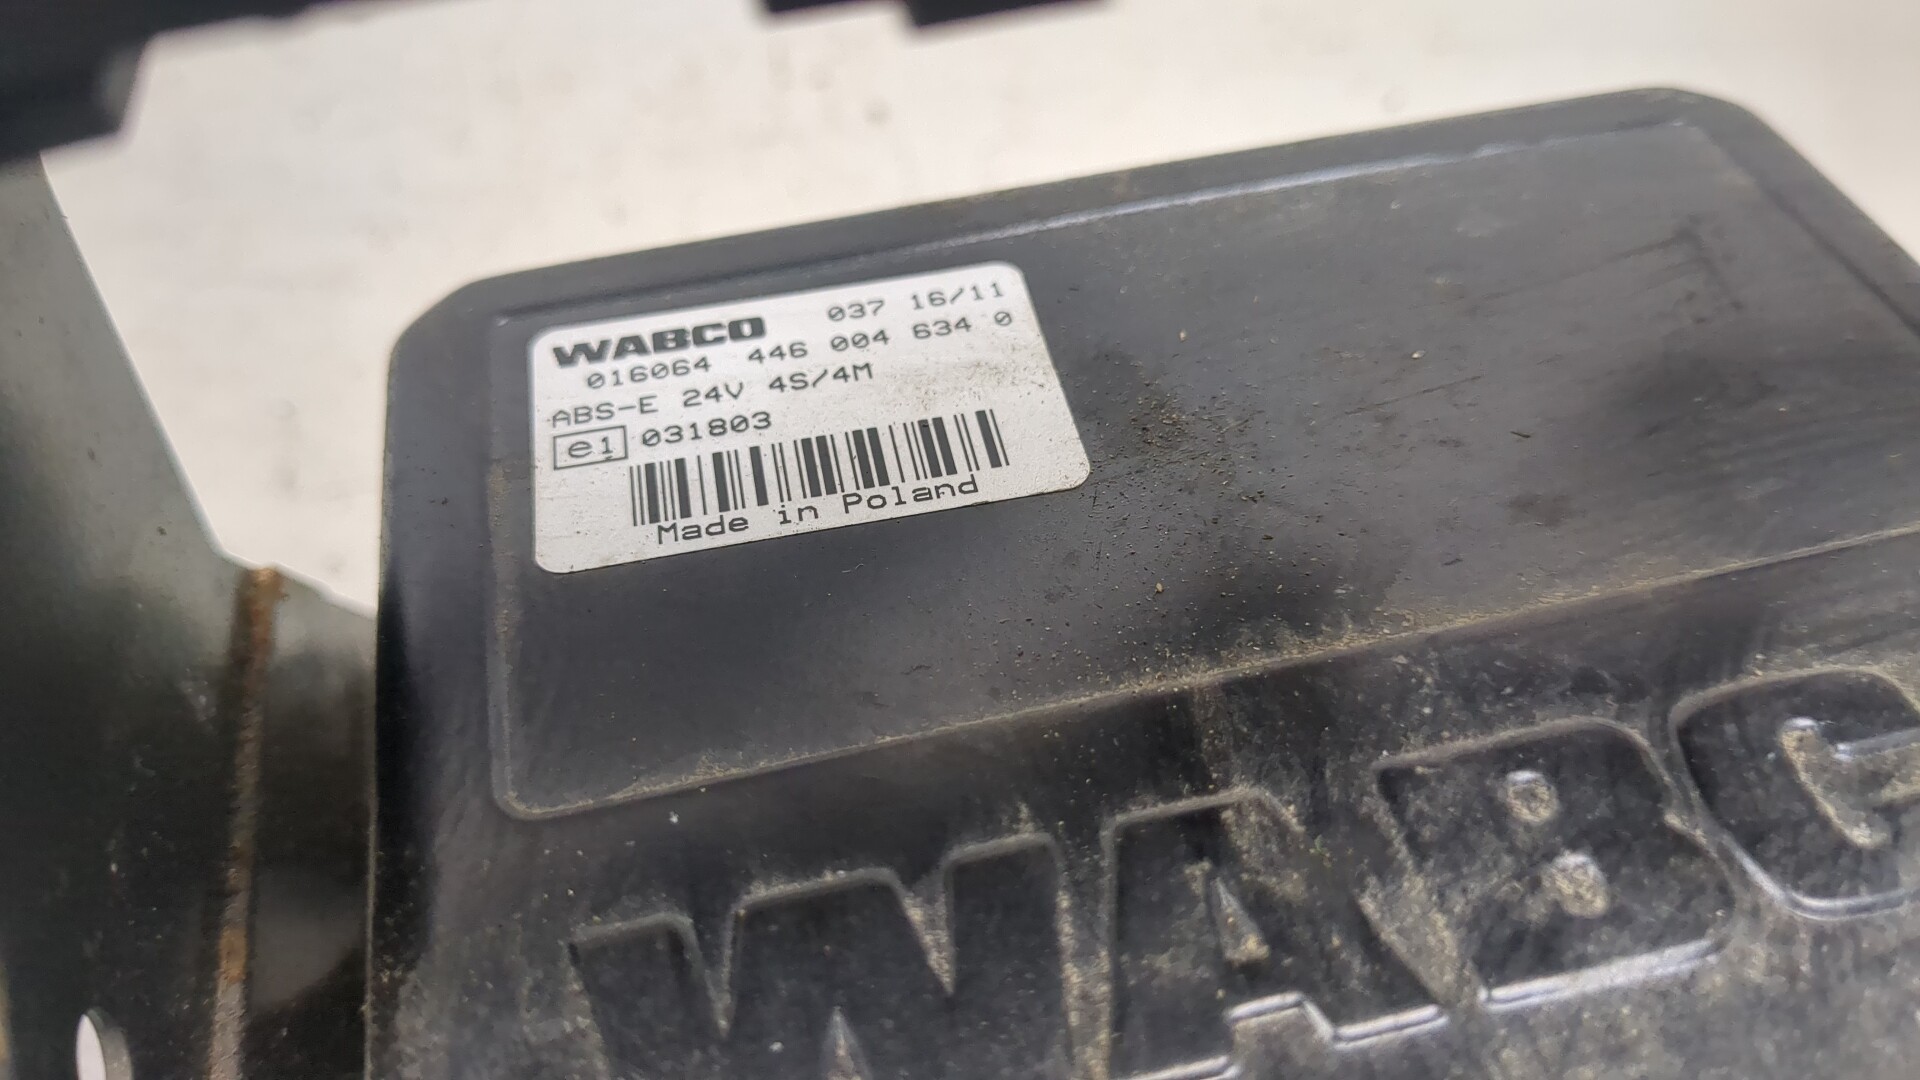 WABCO 037 16/11
016064 446 004 634 0
ABS-E 24V 4S/4M
e1 031803
Made in Poland
WABC